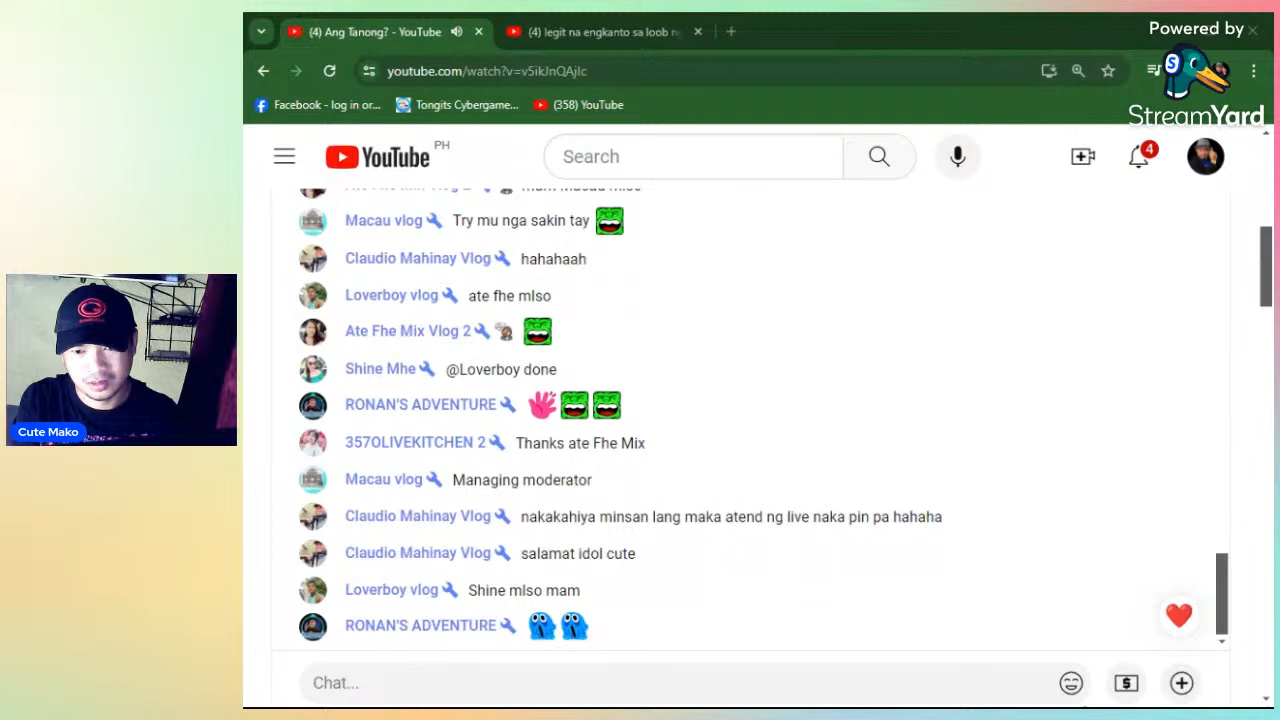 (4) Ang Tanong? - YouTube
(4) legit na engkanto sa loob
Powered by
youtube.com/watch?v=v5ikJnQAjlc
Facebook - log in or...
Tongits Cybergame...
(358) YouTube
StreamYard
YouTube PH
Search
4
Macau vlog Try mu nga sakin tay
Claudio Mahinay Vlog hahahaah
Loverboy vlog ate fhe mlso
Ate Fhe Mix Vlog 2
Shine Mhe @Loverboy done
RONAN'S ADVENTURE
357OLIVEKITCHEN 2 Thanks ate Fhe Mix
Macau vlog Managing moderator
Claudio Mahinay Vlog nakakahiya minsan lang maka atend ng live naka pin pa hahaha
Claudio Mahinay Vlog salamat idol cute
Loverboy vlog Shine mlso mam
RONAN'S ADVENTURE
Chat...
Cute Mako